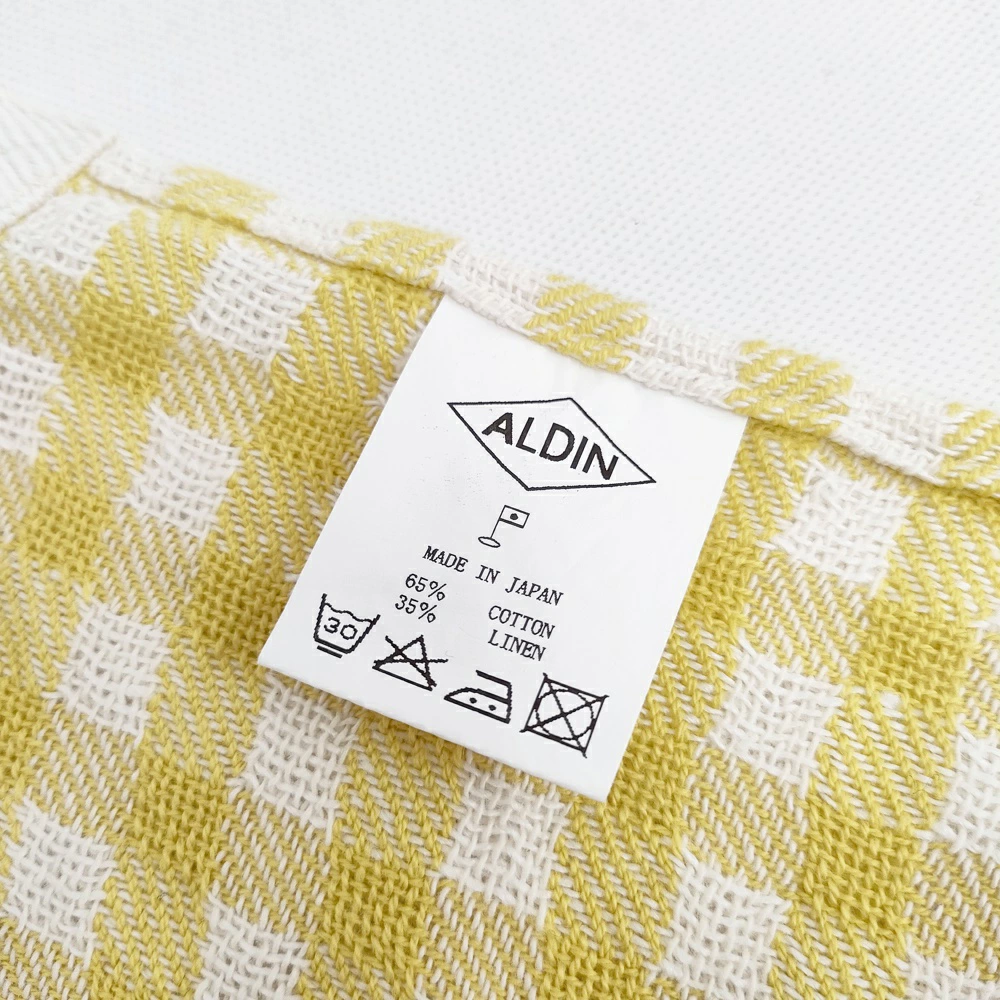 ALDIN
MADE IN JAPAN
65% COTTON
35% LINEN
30